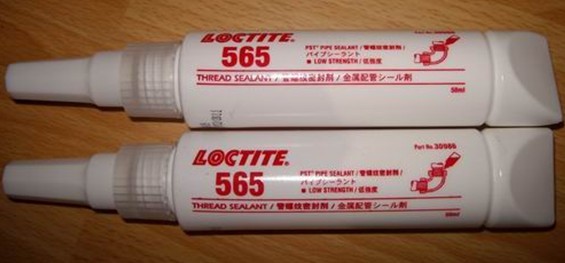 LOCTITE.
565
PST® PIPE SEALANT / 管螺纹密封剂 /
パイプシーラント
■ LOW STRENGTH / 低强度
THREAD SEALANT / 管螺纹密封剂 / 金属配管シール剤
50ml
LOCTITE.
565
Part No. 30986
PST® PIPE SEALANT / 管螺纹密封剂 /
パイプシーラント
■ LOW STRENGTH / 低强度
THREAD SEALANT / 管螺纹密封剂 / 金属配管シール剤
50ml